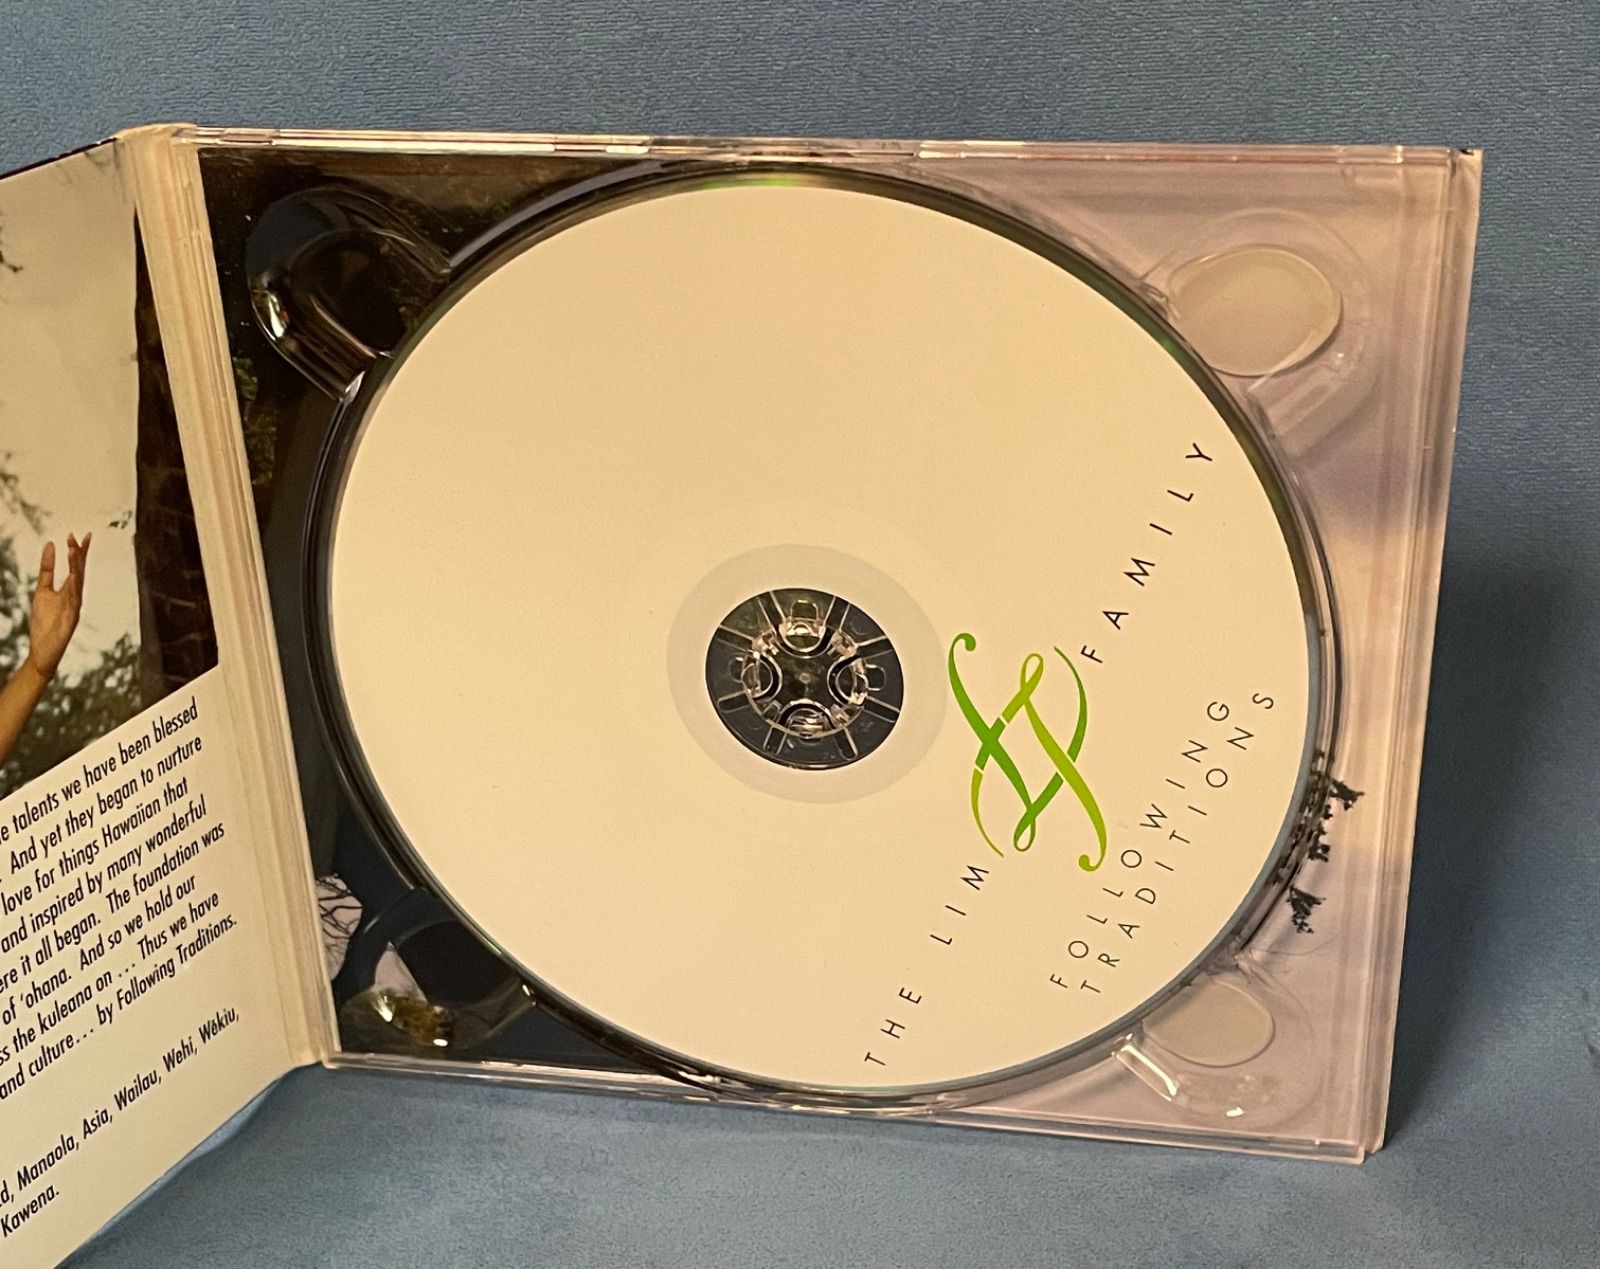 e talents we have been blessed
. And yet they began to nurture
love for things Hawaiian that
and inspired by many wonderful
ere it all began. The foundation was
of 'ohana. And so we hold our
ss the kuleana on ... Thus we have
and culture... by Following Traditions.
d, Manaola, Asia, Wailau, Wehi, Wēkiu,
Kawena.
THE LIM FAMILY
FOLLOWING
TRADITIONS